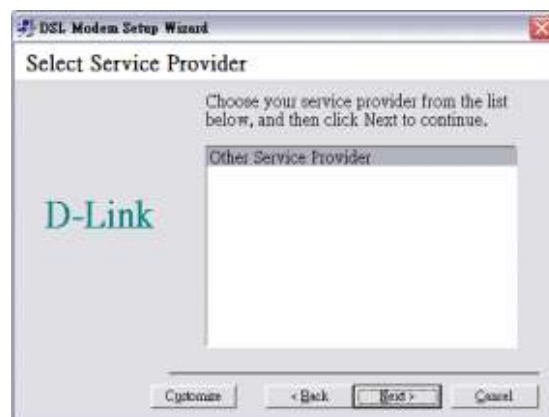 DSL Modem Setup Wizard
Select Service Provider
Choose your service provider from the list
below, and then click Next to continue.
Other Service Provider
D-Link
Customize
< Back
Next >
Cancel